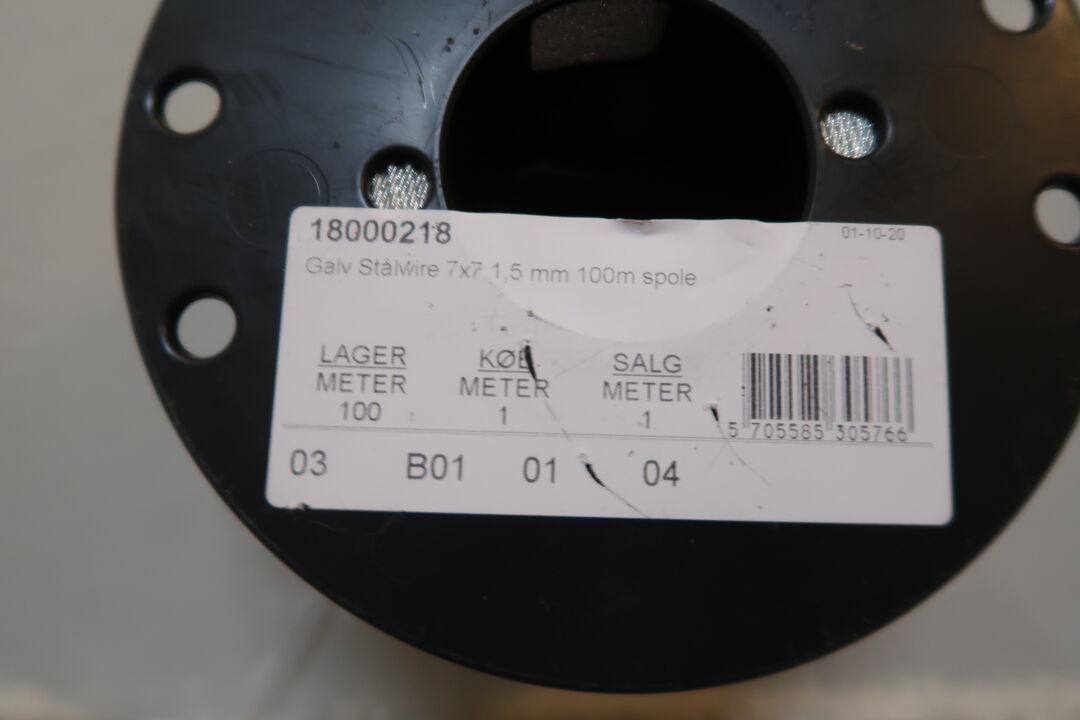 18000218 01-10-20
Galv Stålwire 7x7 1,5 mm 100m spole
LAGER KØB SALG
METER METER METER
100 1 1
5 705585 305766
03 B01 01 04